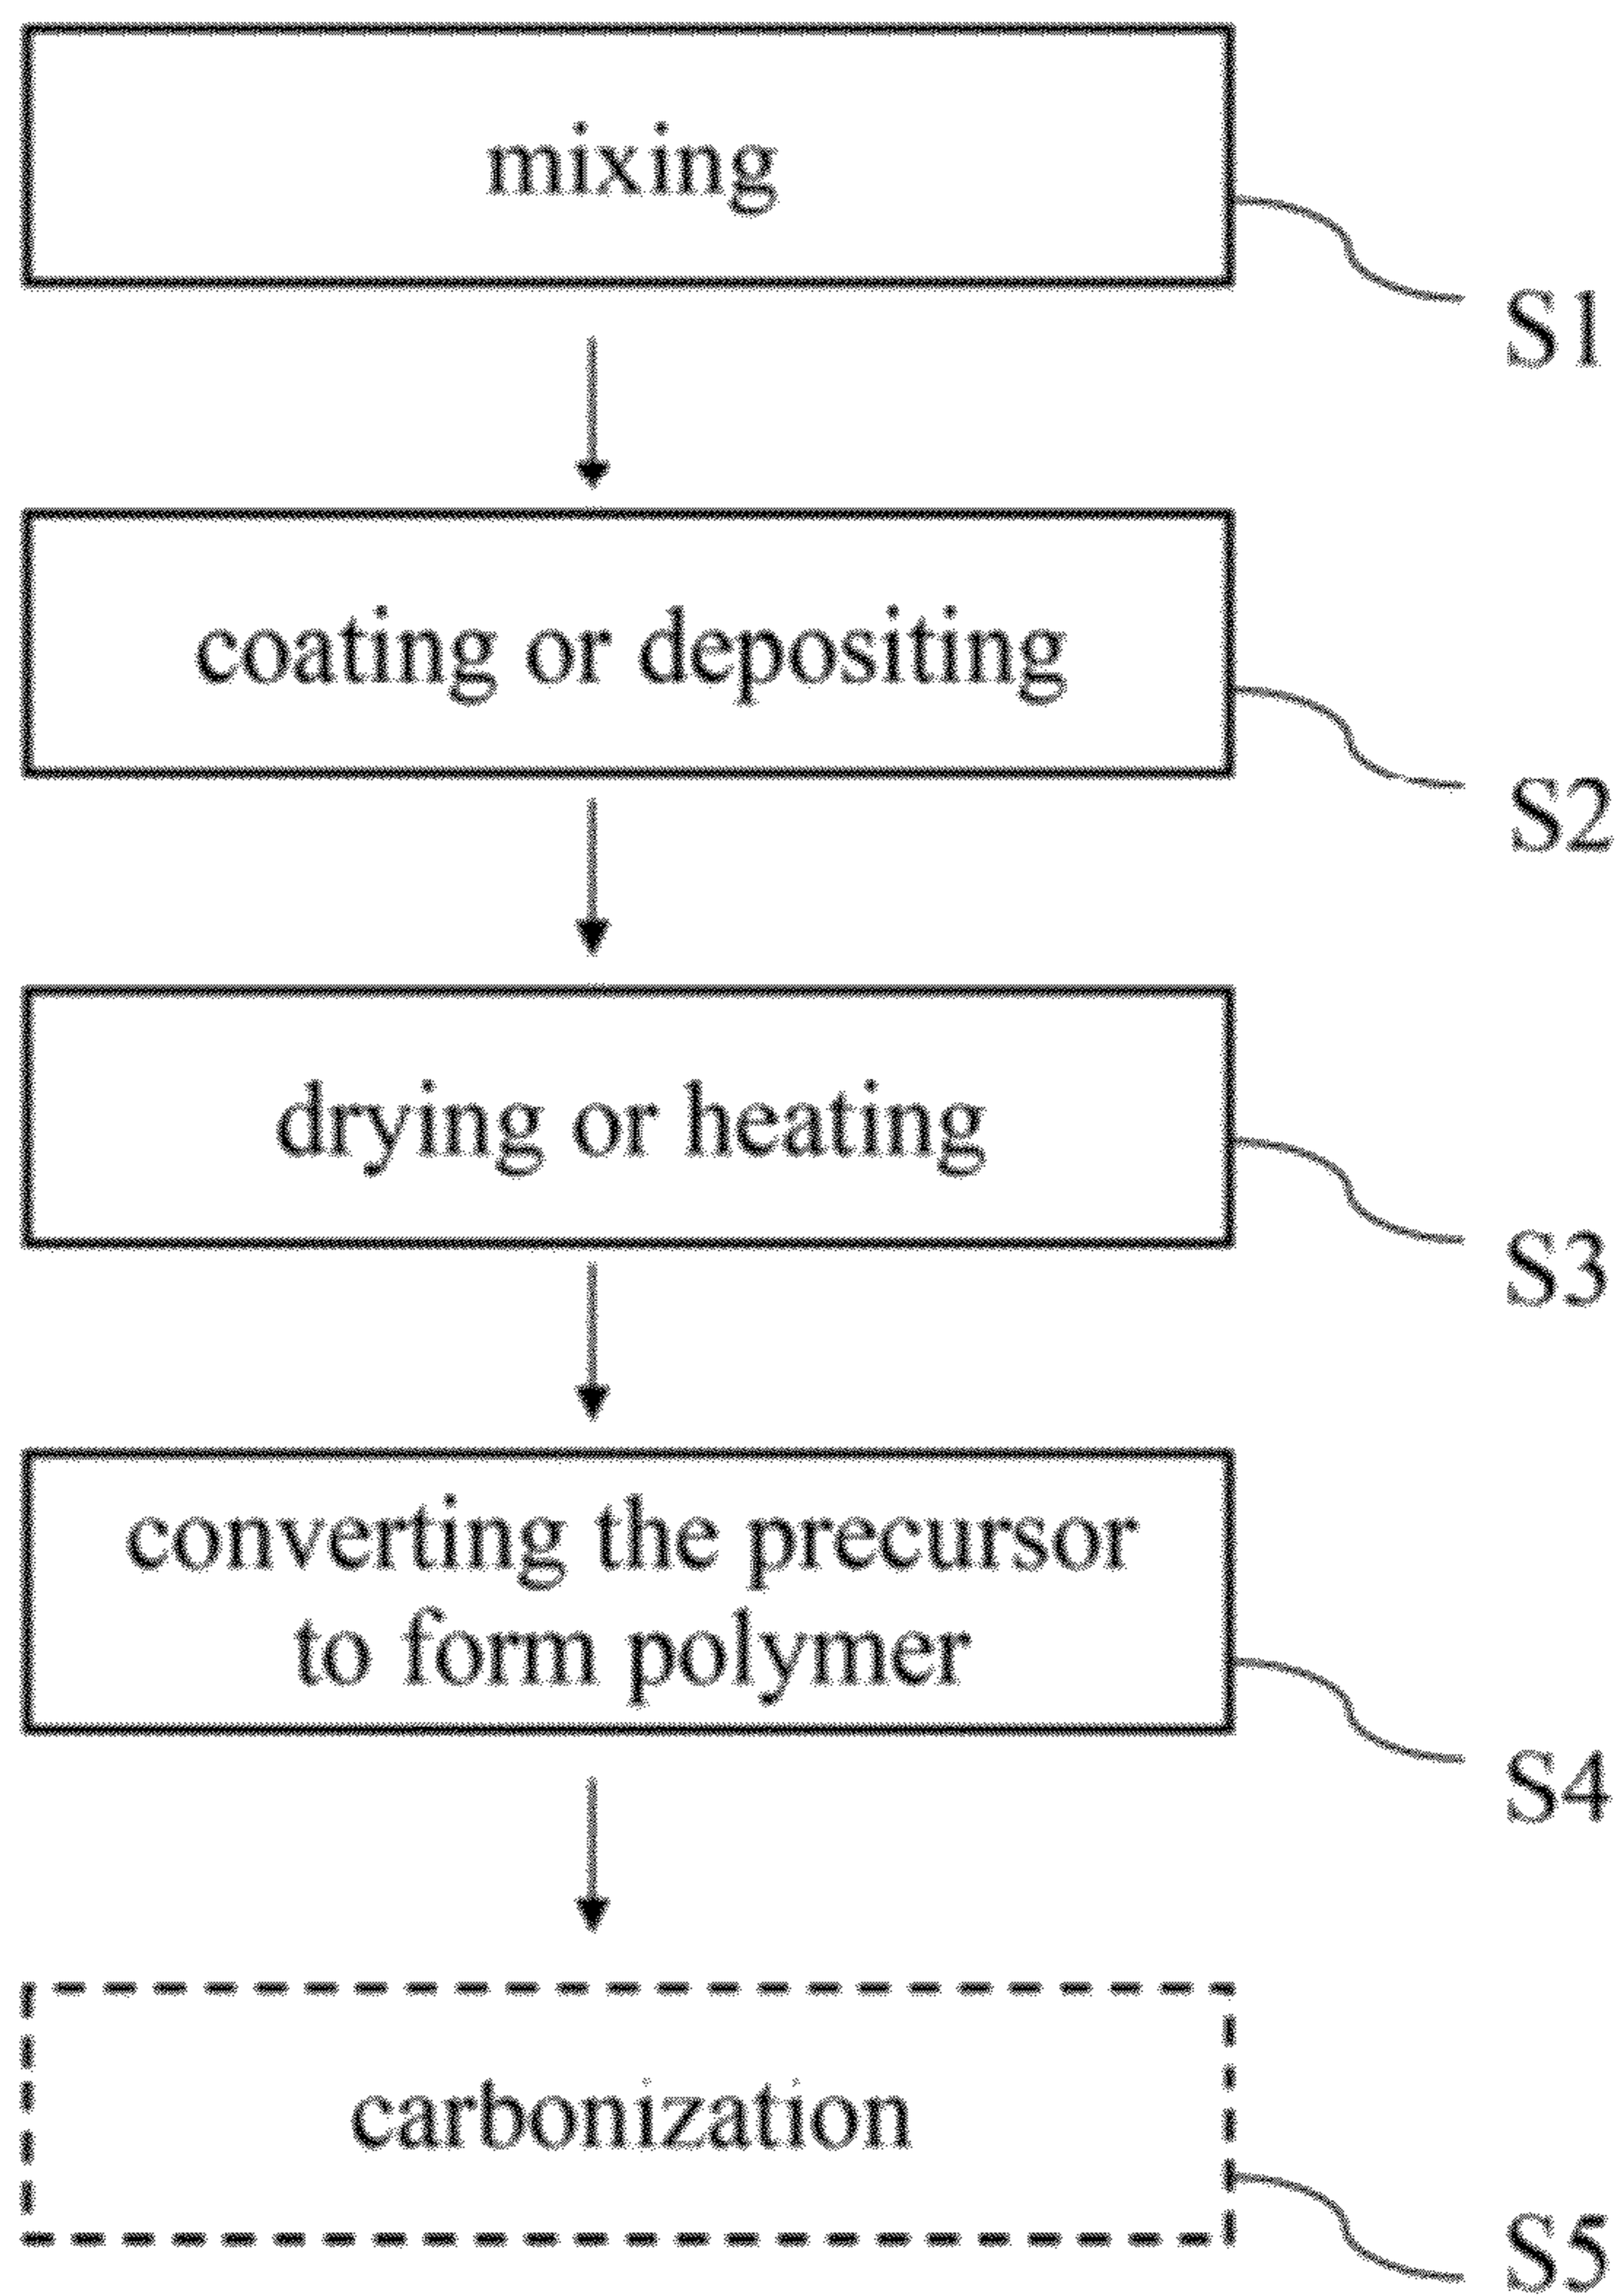 mixing
S1
coating or depositing
S2
drying or heating
S3
converting the precursor
to form polymer
S4
carbonization
S5